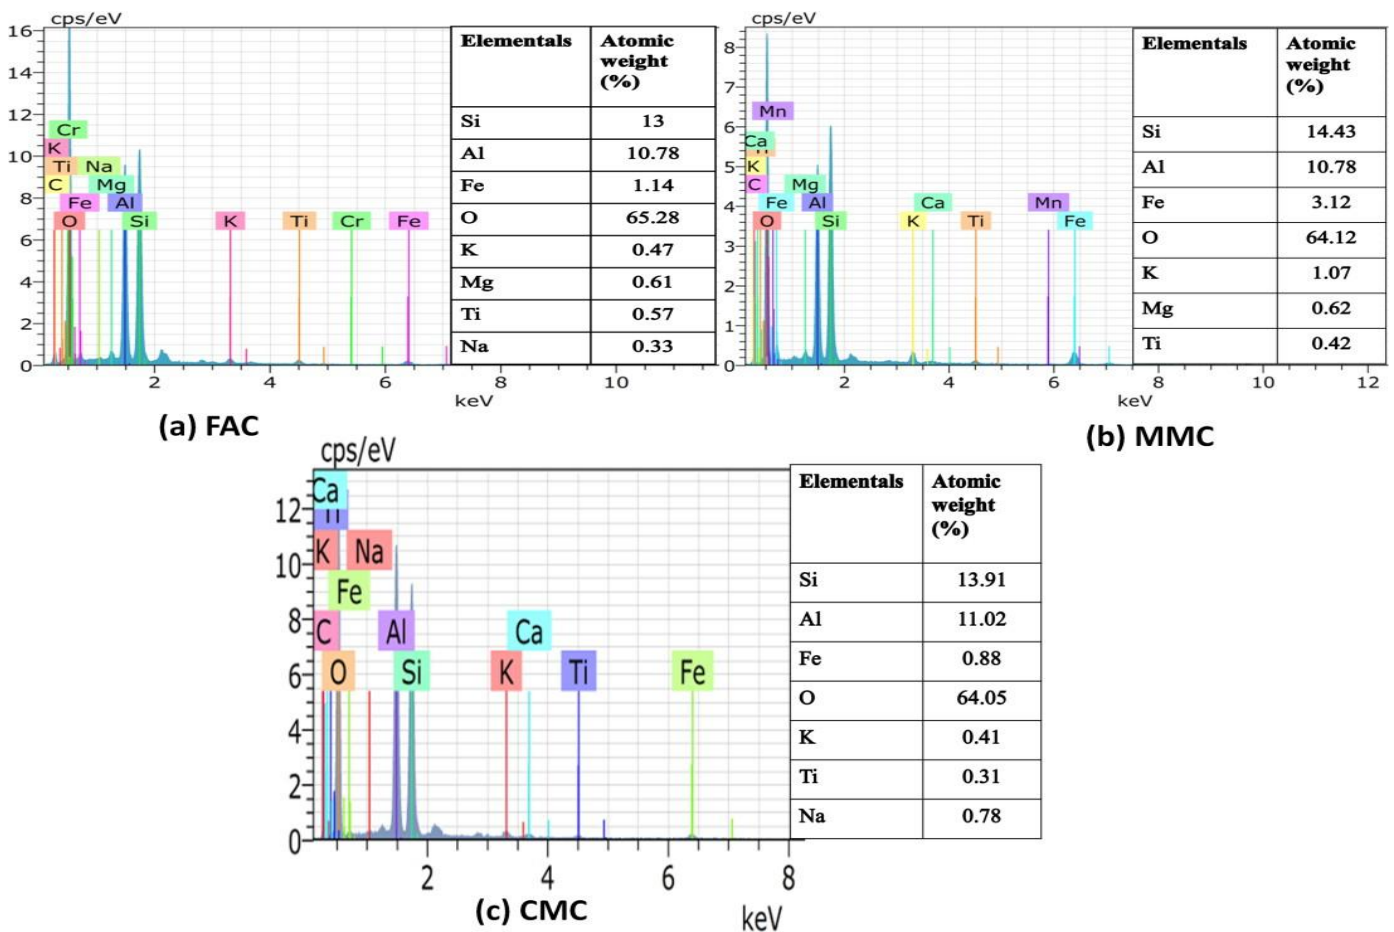 cps/eV
16
14
12
10
8
6
4
2
0
Cr
K
Ti Na
C Mg
Fe Al
O Si K Ti Cr Fe
2 4 6 8 10
keV
Elementals Atomic weight (%)
Si 13
Al 10.78
Fe 1.14
O 65.28
K 0.47
Mg 0.61
Ti 0.57
Na 0.33
(a) FAC
cps/eV
8
7
6
5
4
3
2
1
0
Mn
Ca
K
C Mg
Fe Al Ca Mn
O Si K Ti Fe
2 4 6 8 10 12
keV
Elementals Atomic weight (%)
Si 14.43
Al 10.78
Fe 3.12
O 64.12
K 1.07
Mg 0.62
Ti 0.42
(b) MMC
cps/eV
12
10
8
6
4
2
0
Ca
Ti
K Na
Fe
C Al Ca
O Si K Ti Fe
2 4 6 8
keV
Elementals Atomic weight (%)
Si 13.91
Al 11.02
Fe 0.88
O 64.05
K 0.41
Ti 0.31
Na 0.78
(c) CMC